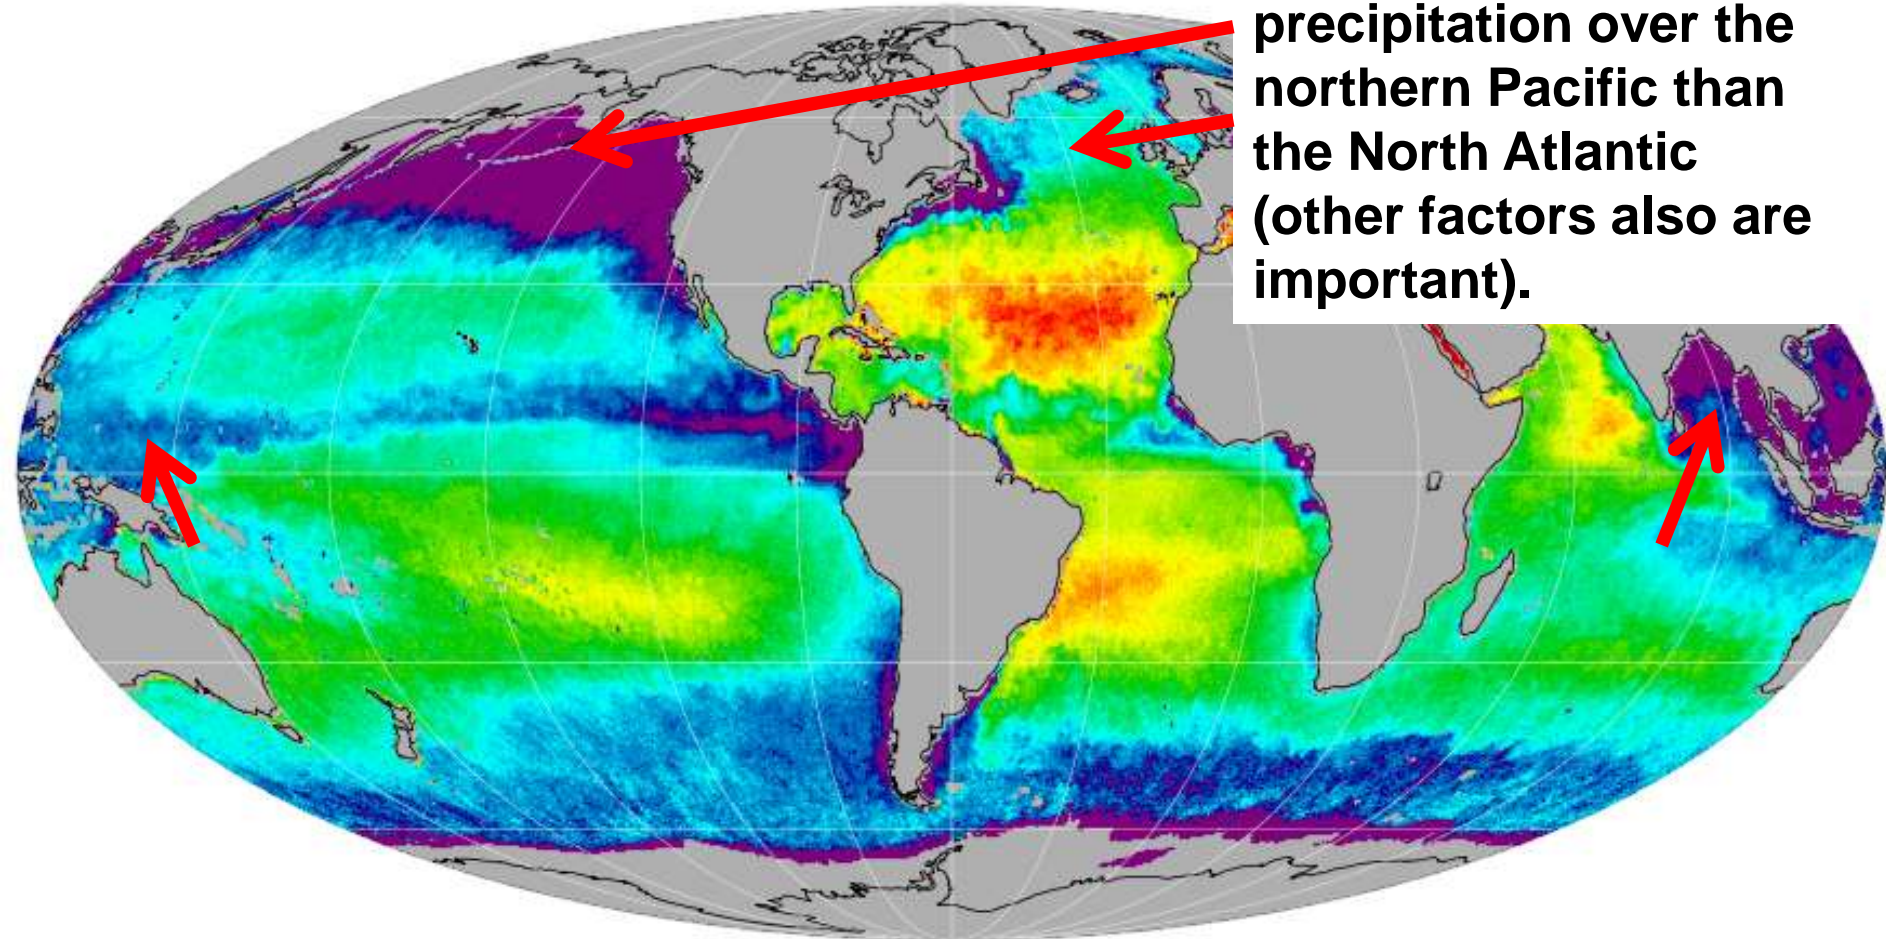 precipitation over the
northern Pacific than
the North Atlantic
(other factors also are
important).